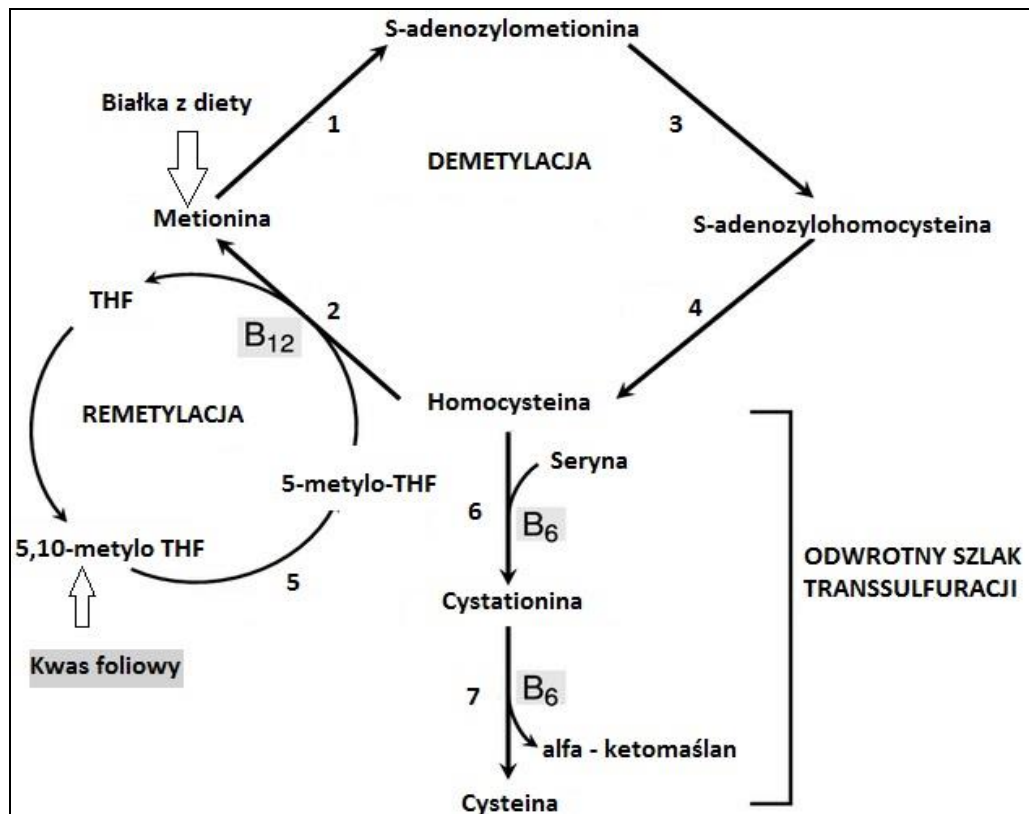 S-adenozylometionina
Białka z diety
1
3
DEMETYLACJA
Metionina
S-adenozylohomocysteina
THF
2
4
B12
Homocysteina
REMETYLACJA
Seryna
5-metylo-THF
6
B6
5,10-metylo THF
5
ODWROTNY SZLAK
TRANSSULFURACJI
Cystationina
Kwas foliowy
7
B6
alfa - ketomaślan
Cysteina